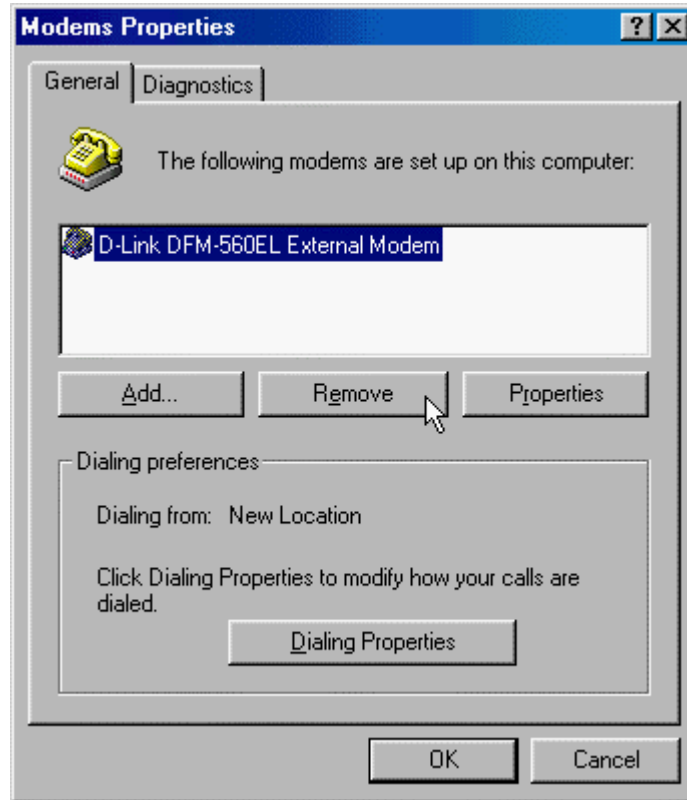 Modems Properties
General
Diagnostics
The following modems are set up on this computer:
D-Link DFM-560EL External Modem
Add...
Remove
Properties
Dialing preferences
Dialing from: New Location
Click Dialing Properties to modify how your calls are
dialed.
Dialing Properties
OK
Cancel